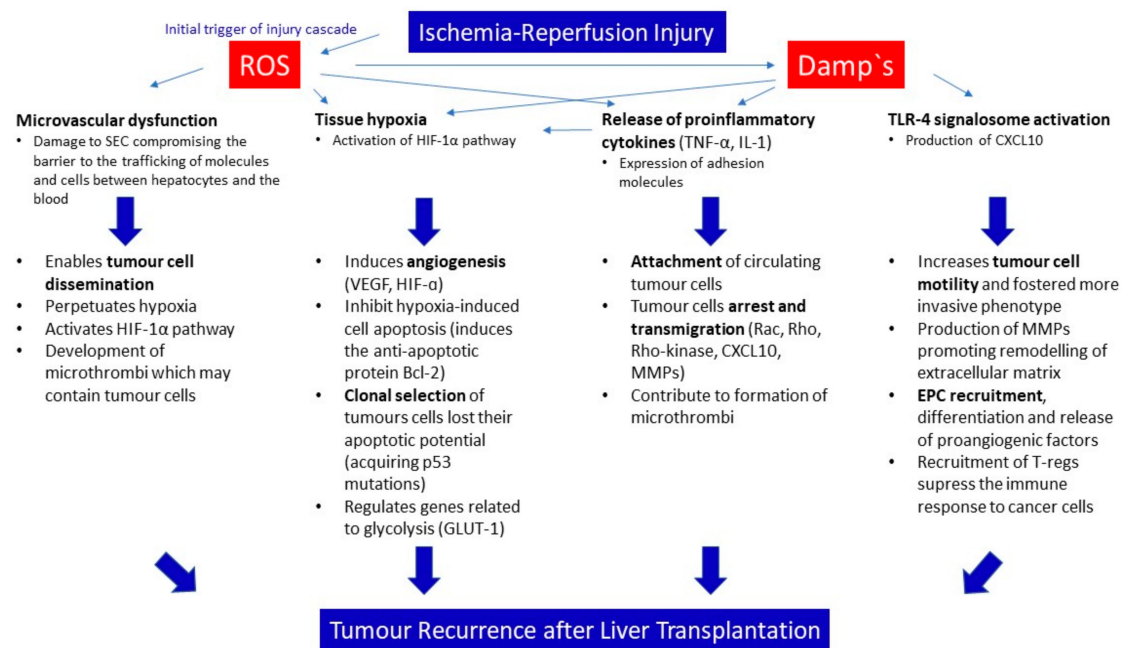 Ischemia-Reperfusion Injury
Initial trigger of injury cascade
ROS
Damp`s
Microvascular dysfunction
• Damage to SEC compromising the
barrier to the trafficking of molecules
and cells between hepatocytes and the
blood
Tissue hypoxia
• Activation of HIF-1α pathway
Release of proinflammatory
cytokines (TNF-α, IL-1)
• Expression of adhesion
molecules
TLR-4 signalosome activation
• Production of CXCL10
• Enables tumour cell
dissemination
• Perpetuates hypoxia
• Activates HIF-1α pathway
• Development of
microthrombi which may
contain tumour cells
• Induces angiogenesis
(VEGF, HIF-α)
• Inhibit hypoxia-induced
cell apoptosis (induces
the anti-apoptotic
protein Bcl-2)
• Clonal selection of
tumours cells lost their
apoptotic potential
(acquiring p53
mutations)
• Regulates genes related
to glycolysis (GLUT-1)
• Attachment of circulating
tumour cells
• Tumour cells arrest and
transmigration (Rac, Rho,
Rho-kinase, CXCL10,
MMPs)
• Contribute to formation of
microthrombi
• Increases tumour cell
motility and fostered more
invasive phenotype
• Production of MMPs
promoting remodelling of
extracellular matrix
• EPC recruitment,
differentiation and release
of proangiogenic factors
• Recruitment of T-regs
supress the immune
response to cancer cells
Tumour Recurrence after Liver Transplantation